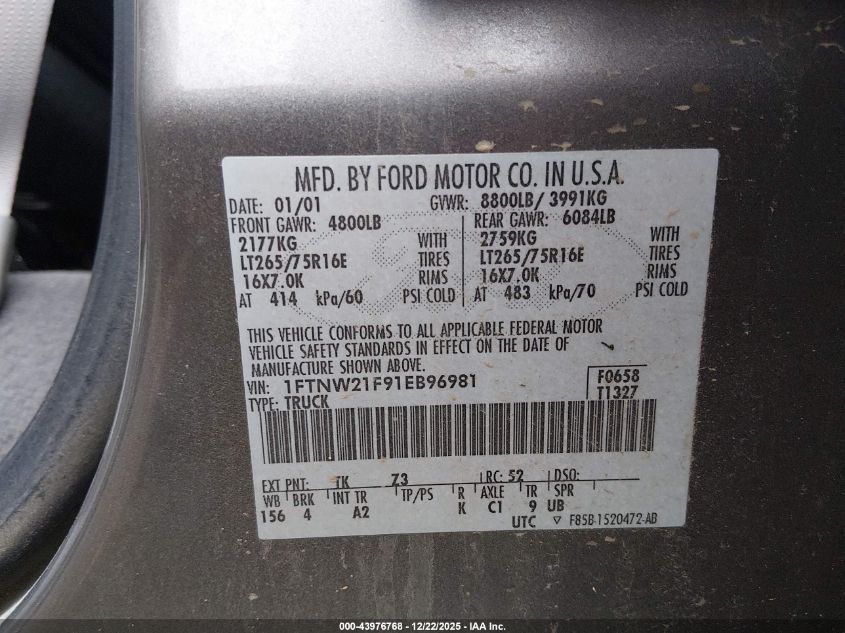 MFD. BY FORD MOTOR CO. IN U.S.A.
DATE: 01/01 GVWR: 8800LB/ 3991KG
FRONT GAWR: 4800LB REAR GAWR: 6084LB
2177KG WITH 2759KG WITH
LT265/75R16E TIRES LT265/75R16E TIRES
16X7.0K RIMS 16X7.0K RIMS
AT 414 kPa/60 PSI COLD AT 483 kPa/70 PSI COLD
THIS VEHICLE CONFORMS TO ALL APPLICABLE FEDERAL MOTOR
VEHICLE SAFETY STANDARDS IN EFFECT ON THE DATE OF
MANUFACTURE SHOWN ABOVE.
VIN: 1FTNW21F91EB96981 F0658
TYPE: TRUCK T1327
EXT PNT: TK Z3 RC: 52 DSO:
WB BRK INT TR TP/PS R AXLE TR SPR
156 4 A2 K C1 9 UB
UTC ▽ F85B-1520472-AB
000-43976768 - 12/22/2025 - IAA Inc.